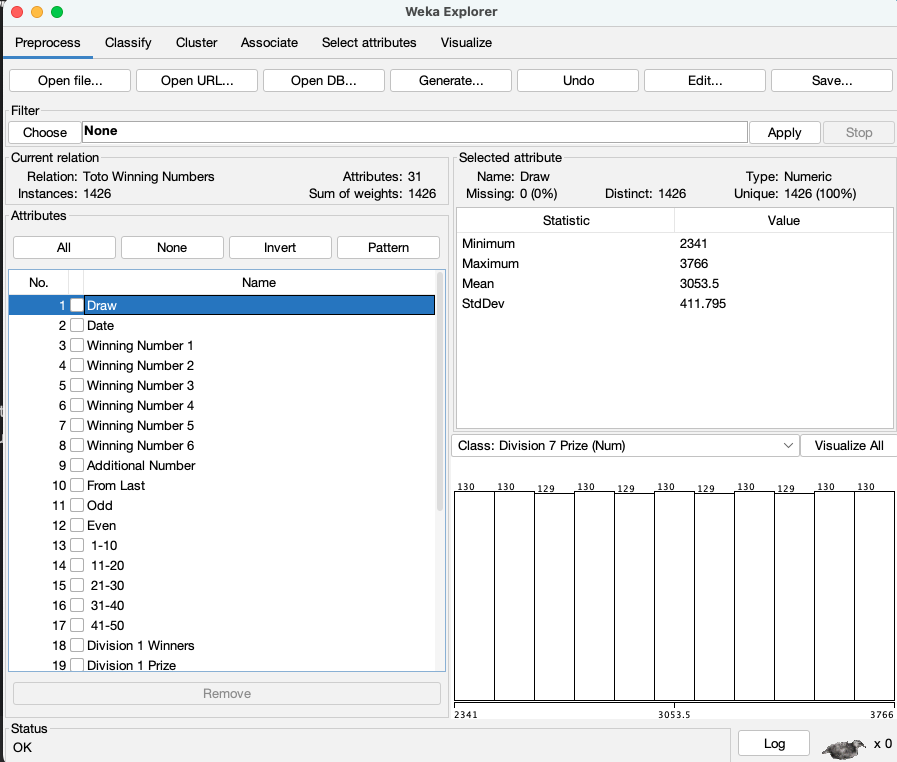 Weka Explorer
Preprocess Classify Cluster Associate Select attributes Visualize
Open file... Open URL... Open DB... Generate... Undo Edit... Save...
Filter
Choose None Apply Stop
Current relation
Relation: Toto Winning Numbers Attributes: 31
Instances: 1426 Sum of weights: 1426
Attributes
All None Invert Pattern
No. Name
1 Draw
2 Date
3 Winning Number 1
4 Winning Number 2
5 Winning Number 3
6 Winning Number 4
7 Winning Number 5
8 Winning Number 6
9 Additional Number
10 From Last
11 Odd
12 Even
13 1-10
14 11-20
15 21-30
16 31-40
17 41-50
18 Division 1 Winners
19 Division 1 Prize
Remove
Selected attribute
Name: Draw Type: Numeric
Missing: 0 (0%) Distinct: 1426 Unique: 1426 (100%)
Statistic Value
Minimum 2341
Maximum 3766
Mean 3053.5
StdDev 411.795
Class: Division 7 Prize (Num) Visualize All
130 130 129 130 129 130 129 130 129 130 130
2341 3053.5 3766
Status
OK
Log x 0